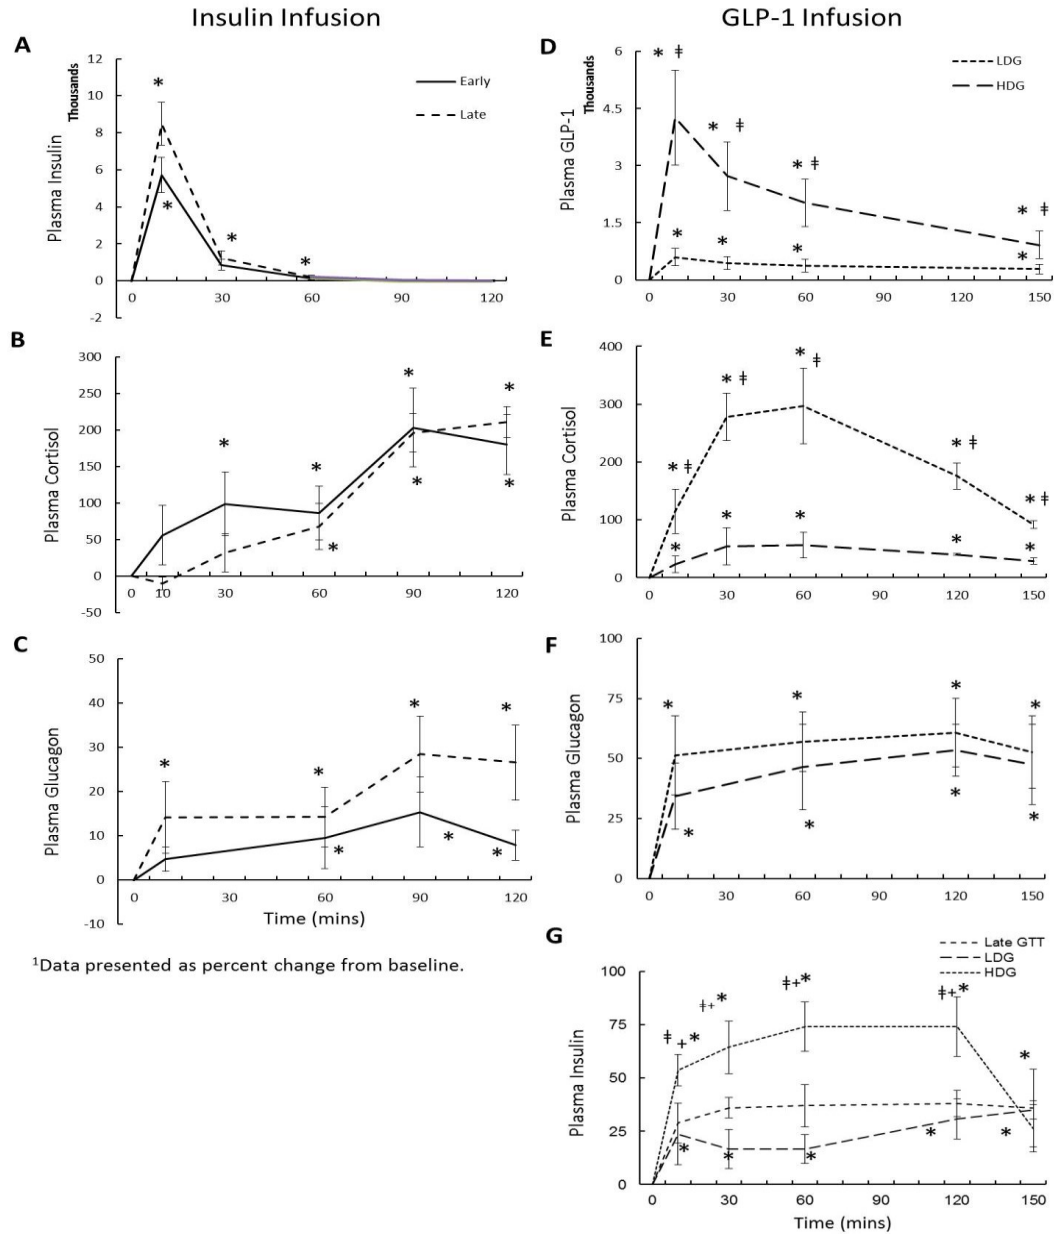 Insulin Infusion
GLP-1 Infusion
A
Plasma Insulin
Thousands
12
10
8
6
4
2
0
-2
0 30 60 90 120
Early
Late
* * * *
D
Plasma GLP-1
Thousands
6
4.5
3
1.5
0
0 30 60 90 120 150
LDG
HDG
* ǂ * ǂ * ǂ * ǂ
* * * *
B
Plasma Cortisol
300
250
200
150
100
50
0
-50
0 10 30 60 90 120
* * * *
* * *
E
Plasma Cortisol
400
300
200
100
0
0 30 60 90 120 150
* ǂ * ǂ * ǂ * ǂ * ǂ
* * * * *
C
Plasma Glucagon
50
40
30
20
10
0
-10
0 30 60 90 120
Time (mins)
* * * *
* * *
F
Plasma Glucagon
100
75
50
25
0
0 30 60 90 120 150
* * * *
* * * *
¹Data presented as percent change from baseline.
G
Plasma Insulin
100
75
50
25
0
0 30 60 90 120 150
Time (mins)
Late GTT
LDG
HDG
ǂ+* ǂ+* ǂ+* ǂ+* *
* * * * *